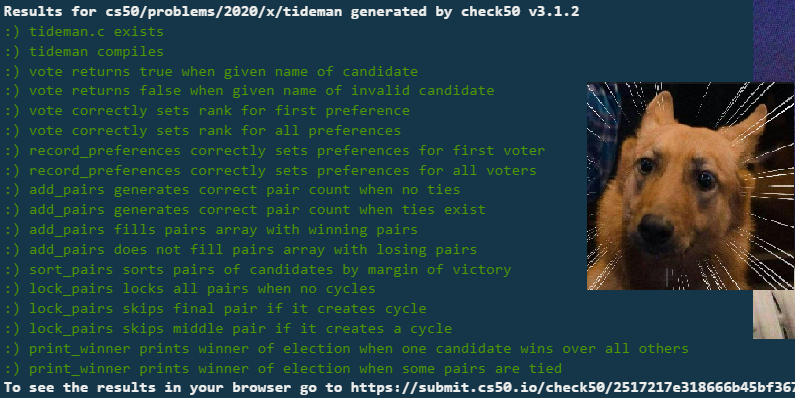 Results for cs50/problems/2020/x/tideman generated by check50 v3.1.2
:) tideman.c exists
:) tideman compiles
:) vote returns true when given name of candidate
:) vote returns false when given name of invalid candidate
:) vote correctly sets rank for first preference
:) vote correctly sets rank for all preferences
:) record_preferences correctly sets preferences for first voter
:) record_preferences correctly sets preferences for all voters
:) add_pairs generates correct pair count when no ties
:) add_pairs generates correct pair count when ties exist
:) add_pairs fills pairs array with winning pairs
:) add_pairs does not fill pairs array with losing pairs
:) sort_pairs sorts pairs of candidates by margin of victory
:) lock_pairs locks all pairs when no cycles
:) lock_pairs skips final pair if it creates cycle
:) lock_pairs skips middle pair if it creates a cycle
:) print_winner prints winner of election when one candidate wins over all others
:) print_winner prints winner of election when some pairs are tied
To see the results in your browser go to https://submit.cs50.io/check50/2517217e318666b45bf367